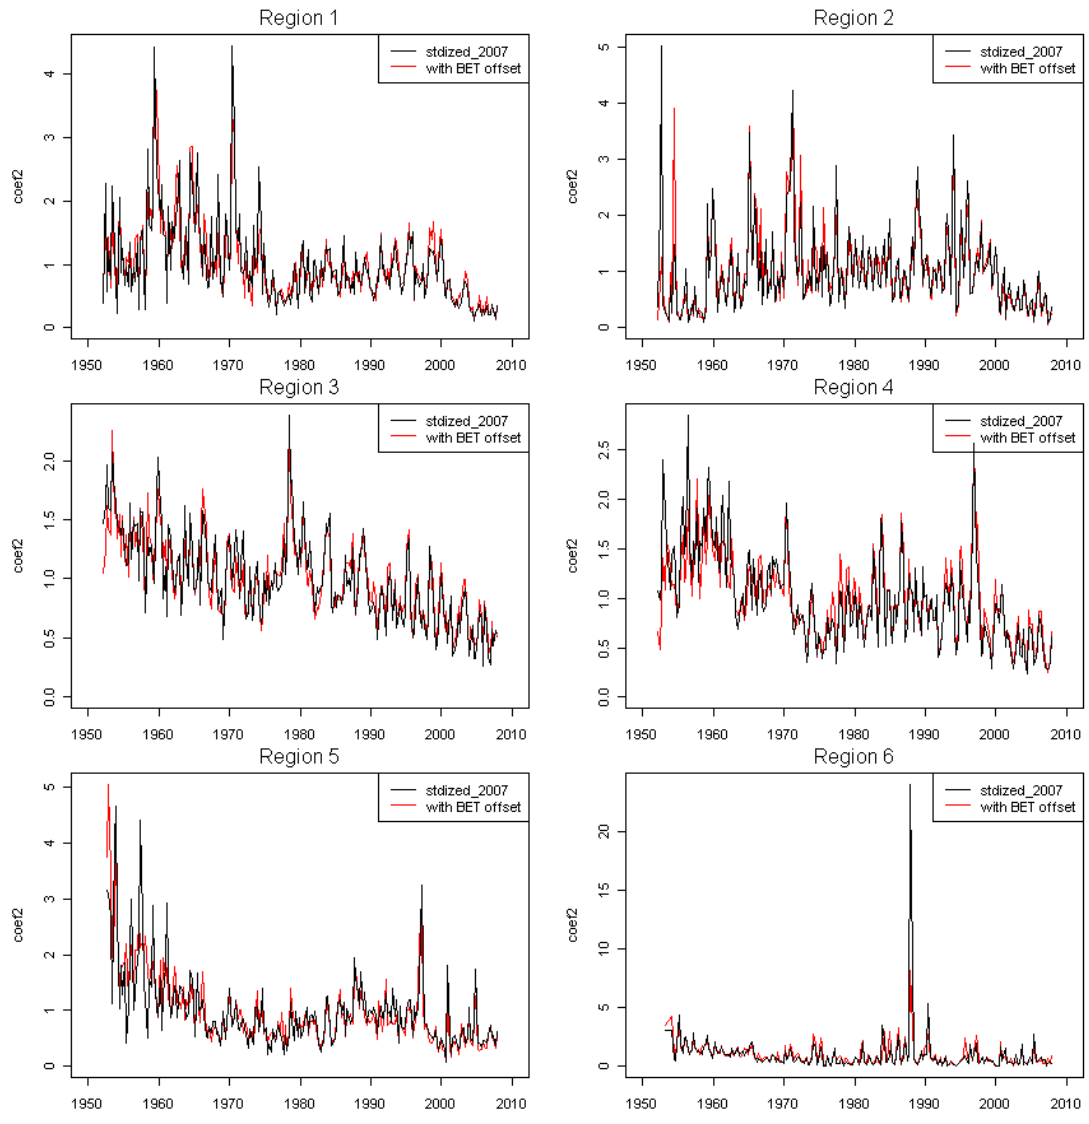 Region 1
stdized_2007
with BET offset
coef2
0 1 2 3 4
1950 1960 1970 1980 1990 2000 2010
Region 2
stdized_2007
with BET offset
coef2
0 1 2 3 4 5
1950 1960 1970 1980 1990 2000 2010
Region 3
stdized_2007
with BET offset
coef2
0.0 0.5 1.0 1.5 2.0
1950 1960 1970 1980 1990 2000 2010
Region 4
stdized_2007
with BET offset
coef2
0.0 0.5 1.0 1.5 2.0 2.5
1950 1960 1970 1980 1990 2000 2010
Region 5
stdized_2007
with BET offset
coef2
0 1 2 3 4 5
1950 1960 1970 1980 1990 2000 2010
Region 6
stdized_2007
with BET offset
coef2
0 5 10 15 20
1950 1960 1970 1980 1990 2000 2010